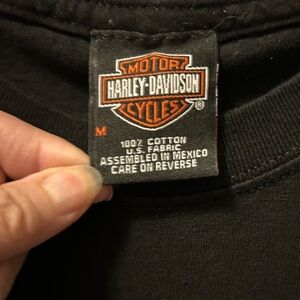 MOTOR
HARLEY-DAVIDSON
®
CYCLES
M
100% COTTON
U.S. FABRIC
ASSEMBLED IN MEXICO
CARE ON REVERSE